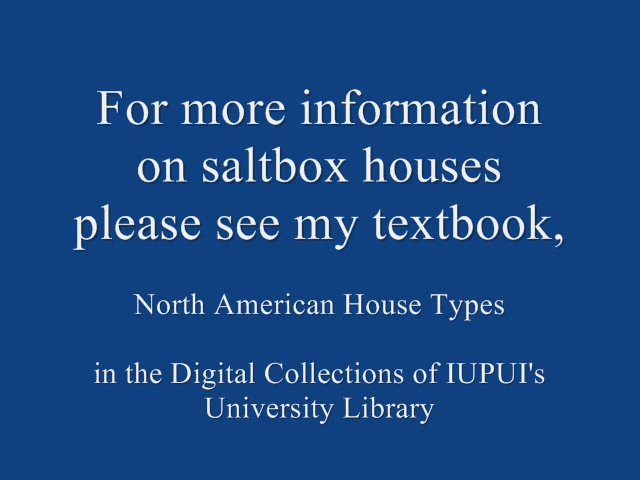 For more information
on saltbox houses
please see my textbook,
North American House Types
in the Digital Collections of IUPUI's
University Library